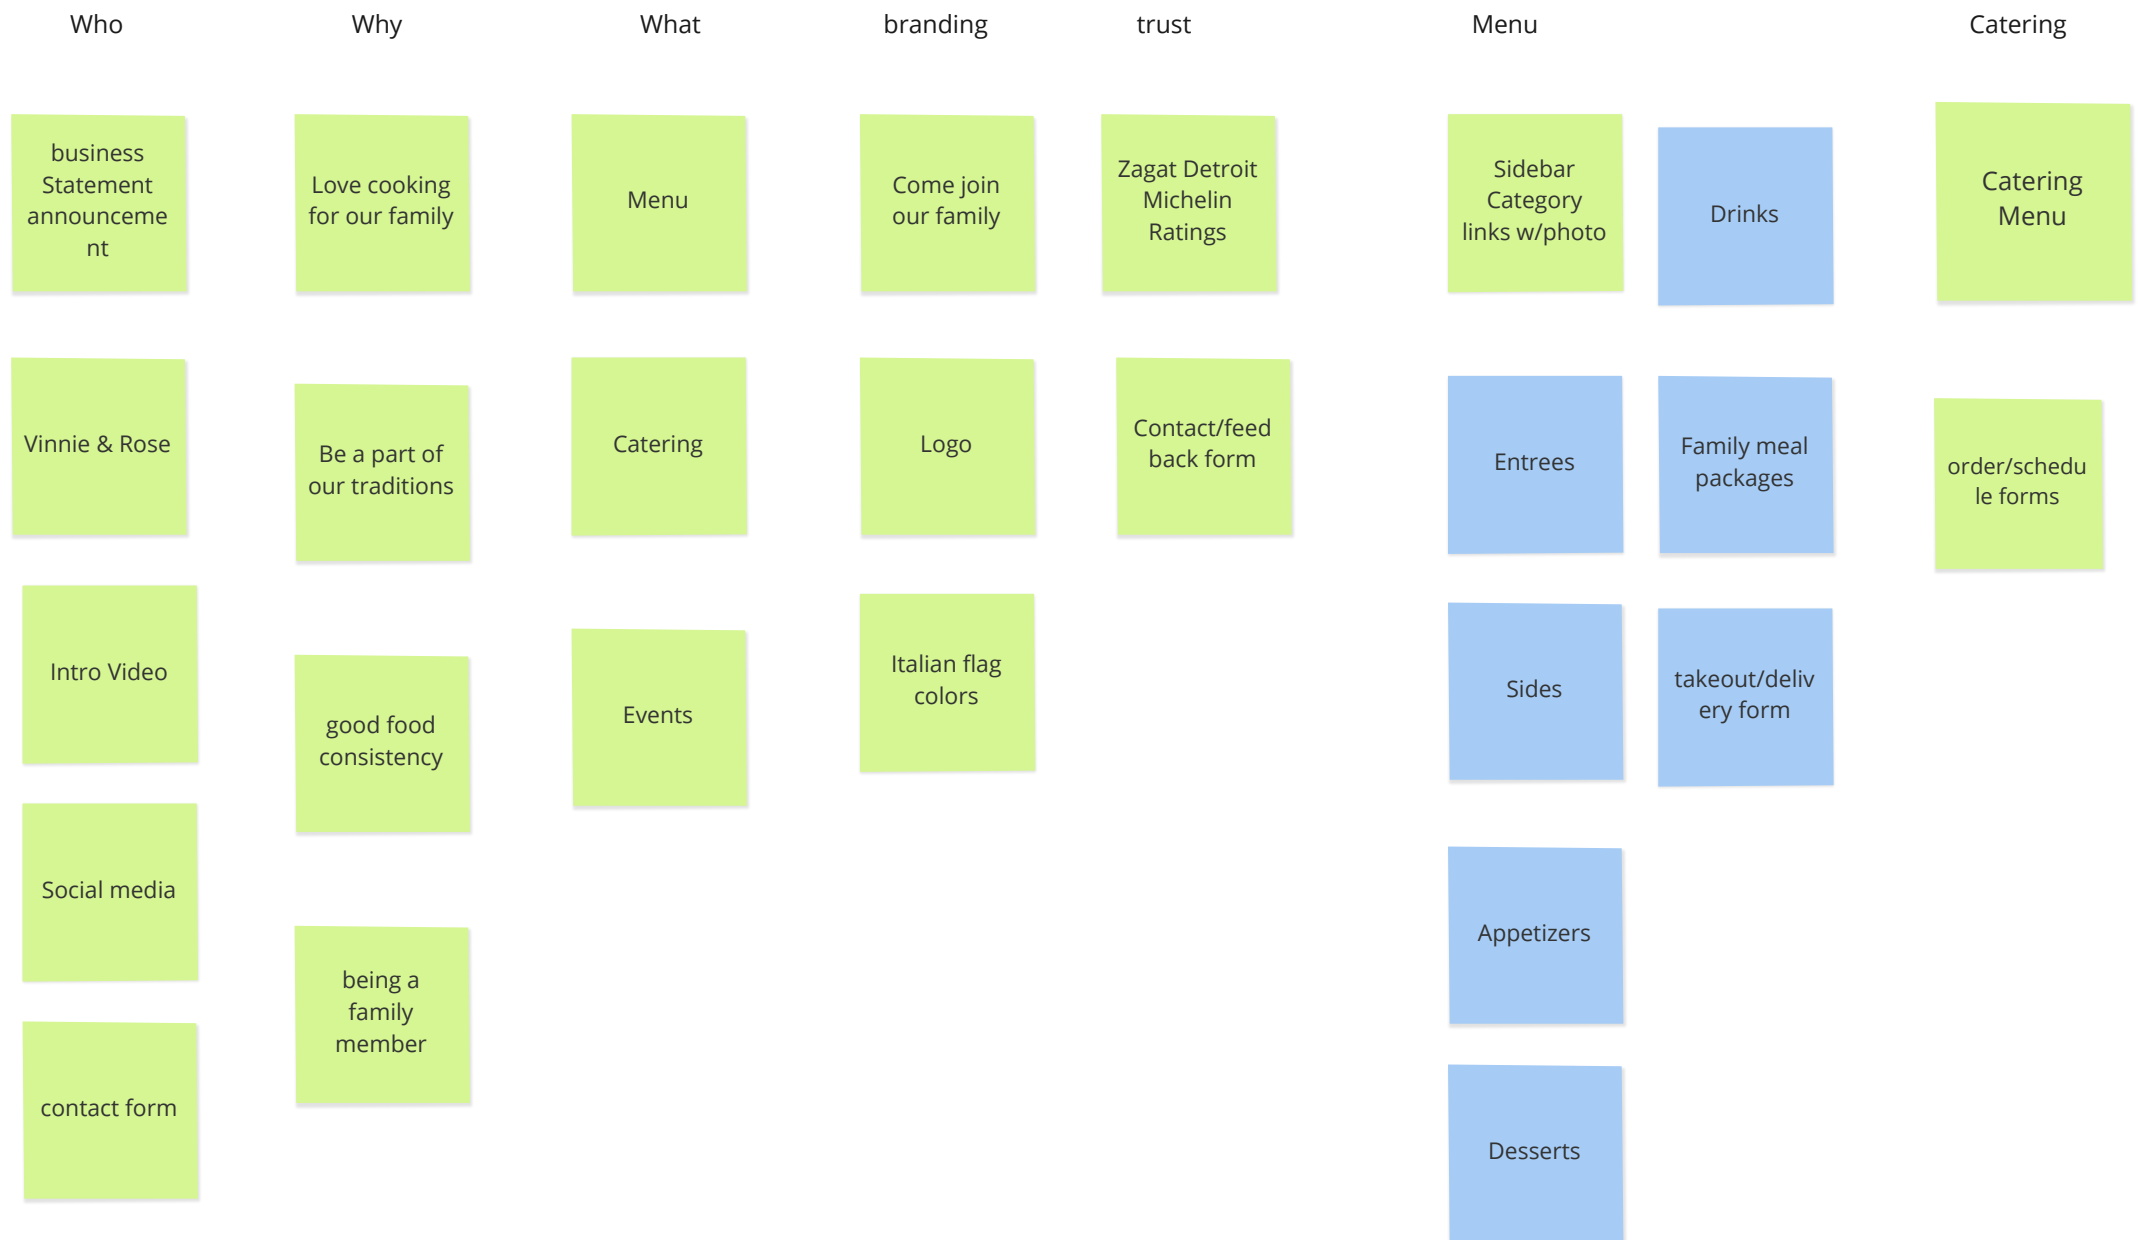 Who
Why
What
branding
trust
Menu
Catering
business
Statement
announceme
nt
Vinnie & Rose
Intro Video
Social media
contact form
Love cooking
for our family
Be a part of
our traditions
good food
consistency
being a
family
member
Menu
Catering
Events
Come join
our family
Logo
Italian flag
colors
Zagat Detroit
Michelin
Ratings
Contact/feed
back form
Sidebar
Category
links w/photo
Entrees
Sides
Appetizers
Desserts
Drinks
Family meal
packages
takeout/deliv
ery form
Catering
Menu
order/schedu
le forms